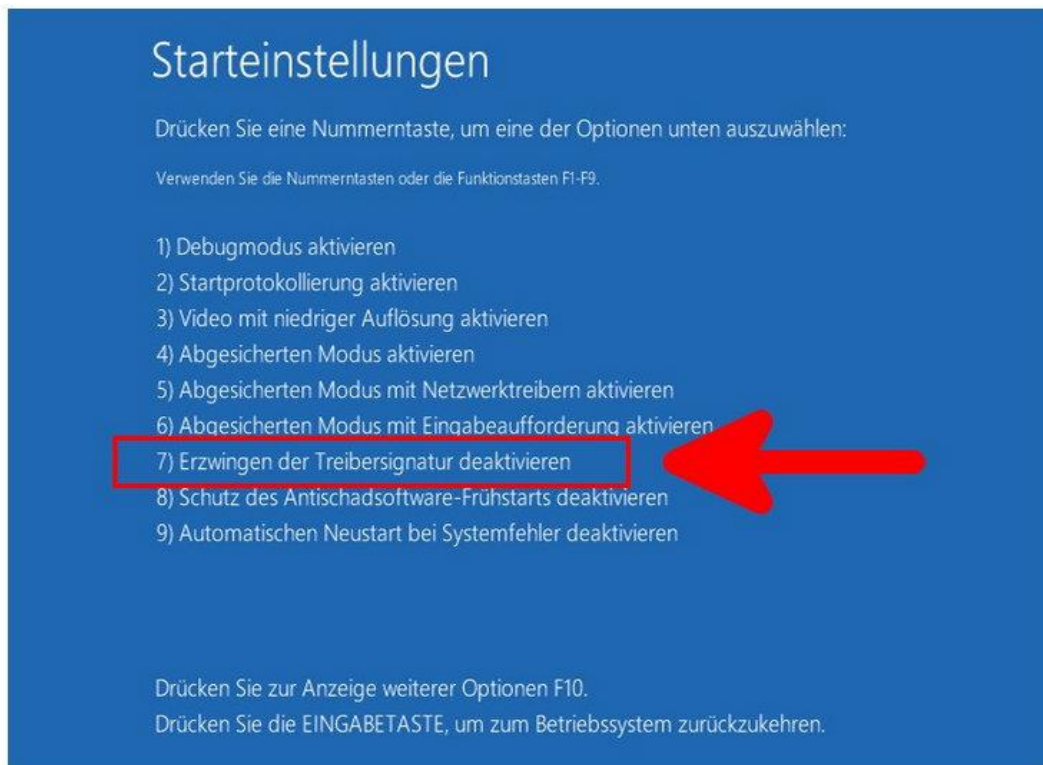 Starteinstellungen
Drücken Sie eine Nummerntaste, um eine der Optionen unten auszuwählen:
Verwenden Sie die Nummerntasten oder die Funktionstasten F1-F9.
1) Debugmodus aktivieren
2) Startprotokollierung aktivieren
3) Video mit niedriger Auflösung aktivieren
4) Abgesicherten Modus aktivieren
5) Abgesicherten Modus mit Netzwerktreibern aktivieren
6) Abgesicherten Modus mit Eingabeaufforderung aktivieren
7) Erzwingen der Treibersignatur deaktivieren
8) Schutz des Antischadsoftware-Frühstarts deaktivieren
9) Automatischen Neustart bei Systemfehler deaktivieren
Drücken Sie zur Anzeige weiterer Optionen F10.
Drücken Sie die EINGABETASTE, um zum Betriebssystem zurückzukehren.